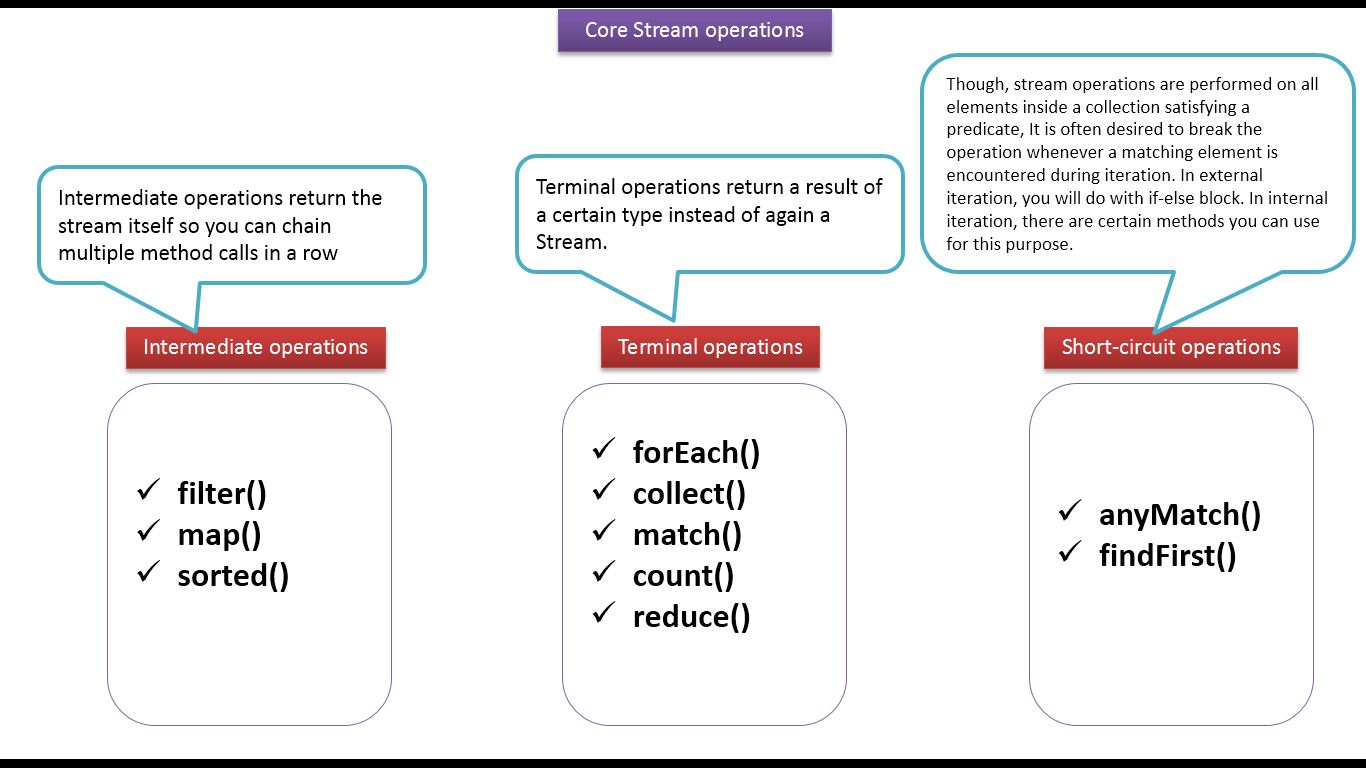 Core Stream operations
Intermediate operations return the
stream itself so you can chain
multiple method calls in a row
Terminal operations return a result of
a certain type instead of again a
Stream.
Though, stream operations are performed on all
elements inside a collection satisfying a
predicate, It is often desired to break the
operation whenever a matching element is
encountered during iteration. In external
iteration, you will do with if-else block. In internal
iteration, there are certain methods you can use
for this purpose.
Intermediate operations
filter()
map()
sorted()
Terminal operations
forEach()
collect()
match()
count()
reduce()
Short-circuit operations
anyMatch()
findFirst()